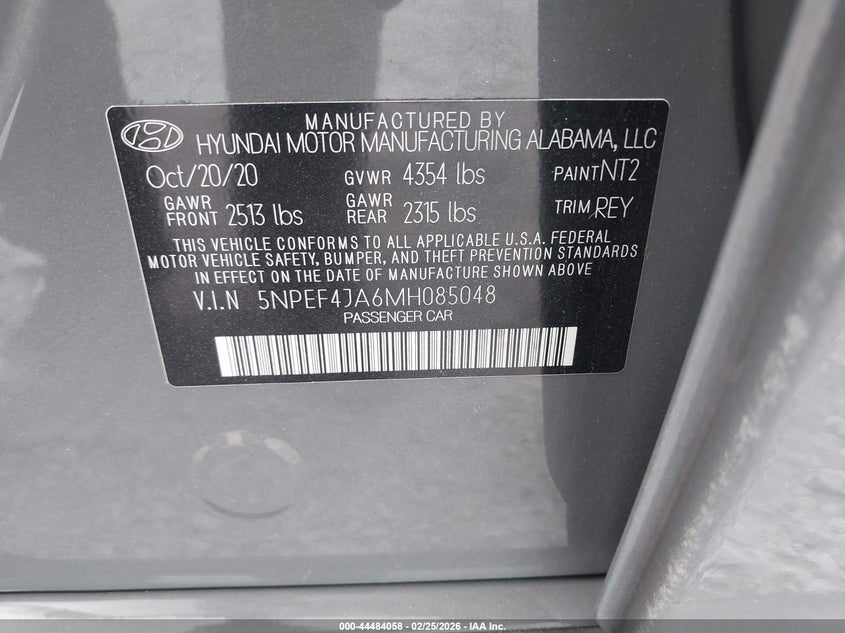 MANUFACTURED BY
HYUNDAI MOTOR MANUFACTURING ALABAMA, LLC
Oct/20/20 GVWR 4354 lbs PAINT NT2
GAWR FRONT 2513 lbs GAWR REAR 2315 lbs TRIM REY
THIS VEHICLE CONFORMS TO ALL APPLICABLE U.S.A. FEDERAL
MOTOR VEHICLE SAFETY, BUMPER, AND THEFT PREVENTION STANDARDS
IN EFFECT ON THE DATE OF MANUFACTURE SHOWN ABOVE
V.I.N 5NPEF4JA6MH085048
PASSENGER CAR
000-44484058 - 02/25/2026 - IAA Inc.